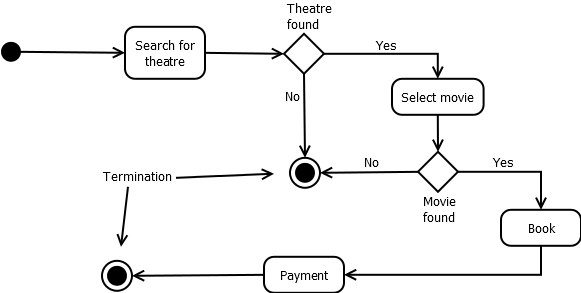 Theatre
found
Search for
theatre
Yes
No
Select movie
No
Yes
Termination
Movie
found
Book
Payment